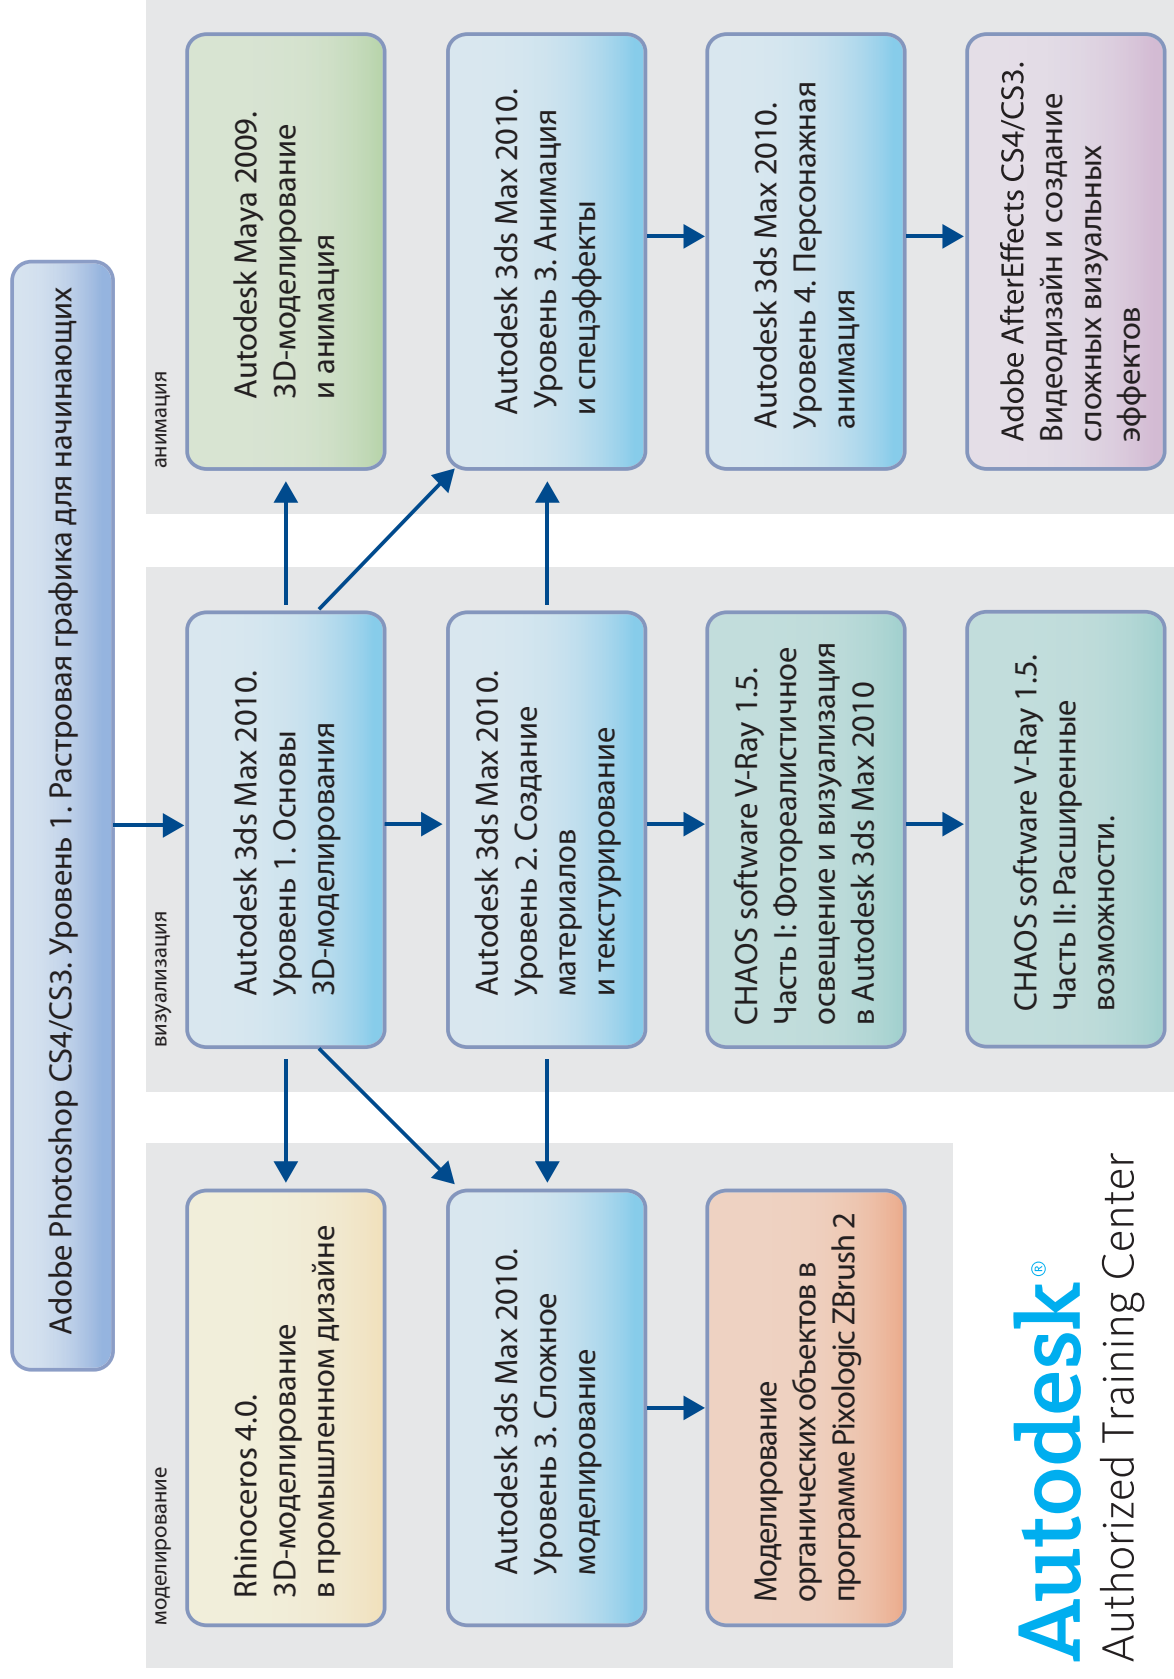 Adobe Photoshop CS4/CS3. Уровень 1. Растровая графика для начинающих
моделирование
Rhinoceros 4.0.
3D-моделирование
в промышленном дизайне
Autodesk 3ds Max 2010.
Уровень 3. Сложное
моделирование
Моделирование
органических объектов в
программе Pixologic ZBrush 2
визуализация
Autodesk 3ds Max 2010.
Уровень 1. Основы
3D-моделирования
Autodesk 3ds Max 2010.
Уровень 2. Создание
материалов
и текстурирование
CHAOS software V-Ray 1.5.
Часть I: Фотореалистичное
освещение и визуализация
в Autodesk 3ds Max 2010
CHAOS software V-Ray 1.5.
Часть II: Расширенные
возможности.
анимация
Autodesk Maya 2009.
3D-моделирование
и анимация
Autodesk 3ds Max 2010.
Уровень 3. Анимация
и спецэффекты
Autodesk 3ds Max 2010.
Уровень 4. Персонажная
анимация
Adobe AfterEffects CS4/CS3.
Видеодизайн и создание
сложных визуальных
эффектов
Autodesk®
Authorized Training Center